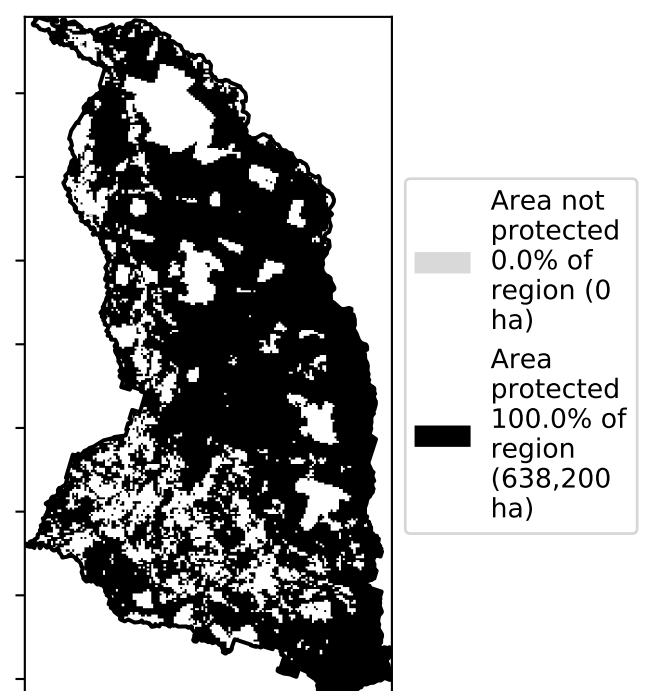 Area not
protected
0.0% of
region (0
ha)
Area
protected
100.0% of
region
(638,200
ha)